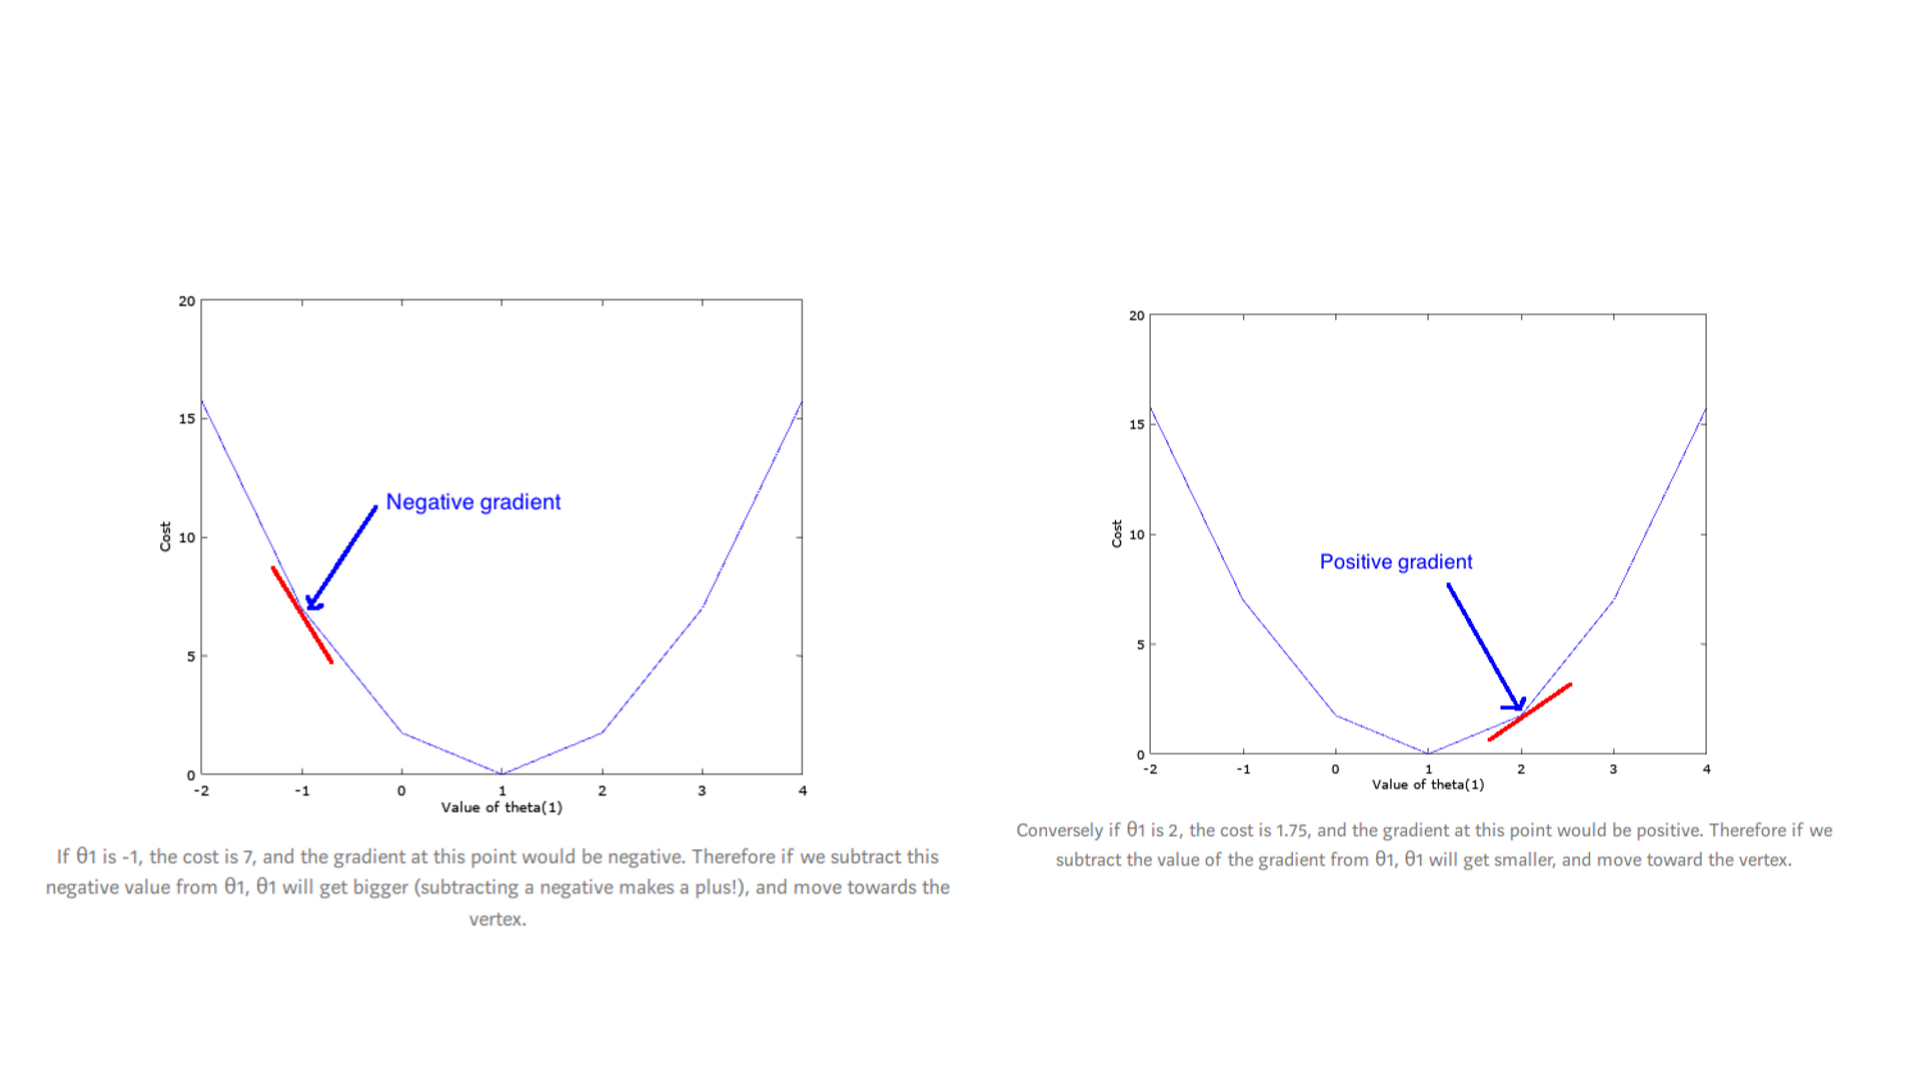 20
15
10
5
0
Cost
Negative gradient
-2 -1 0 1 2 3 4
Value of theta(1)
If θ1 is -1, the cost is 7, and the gradient at this point would be negative. Therefore if we subtract this
negative value from θ1, θ1 will get bigger (subtracting a negative makes a plus!), and move towards the
vertex.
20
15
10
5
0
Cost
Positive gradient
-2 -1 0 1 2 3 4
Value of theta(1)
Conversely if θ1 is 2, the cost is 1.75, and the gradient at this point would be positive. Therefore if we
subtract the value of the gradient from θ1, θ1 will get smaller, and move toward the vertex.